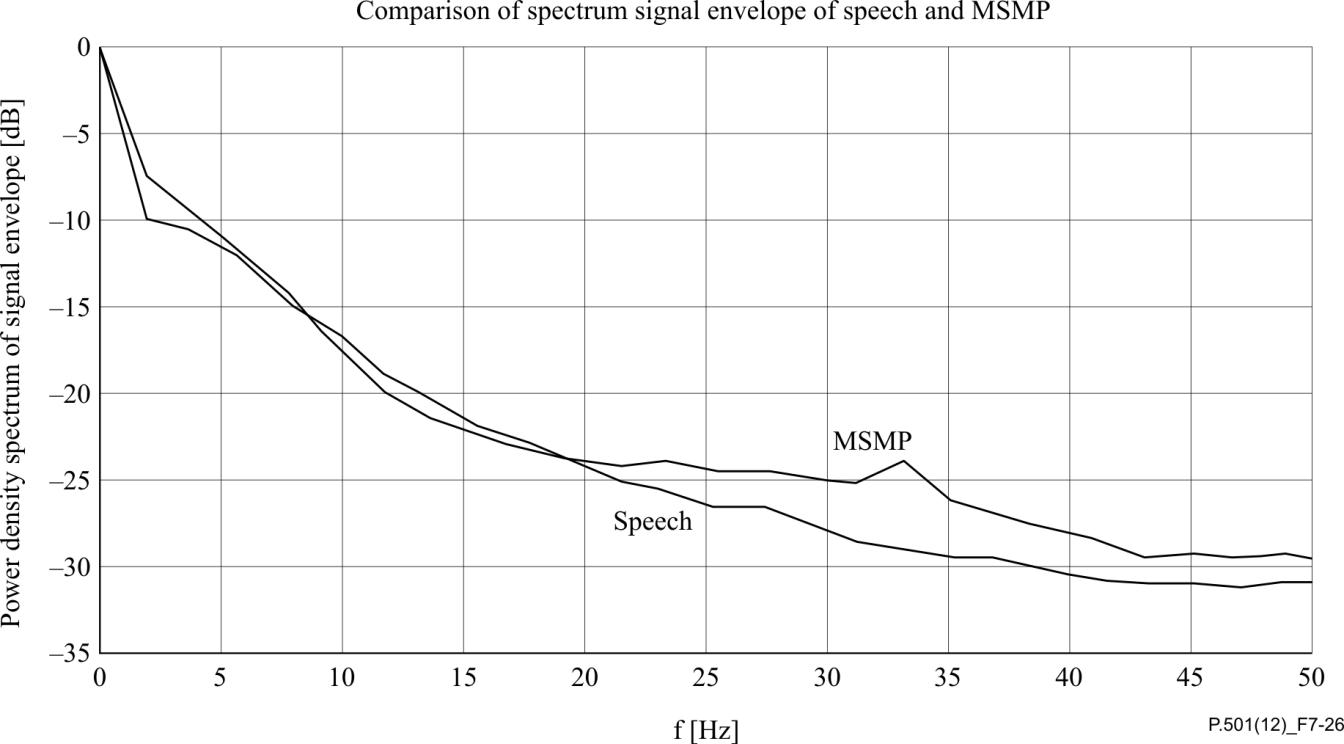 Comparison of spectrum signal envelope of speech and MSMP
Power density spectrum of signal envelope [dB]
0
–5
–10
–15
–20
–25
–30
–35
MSMP
Speech
0 5 10 15 20 25 30 35 40 45 50
f [Hz]
P.501(12)_F7-26